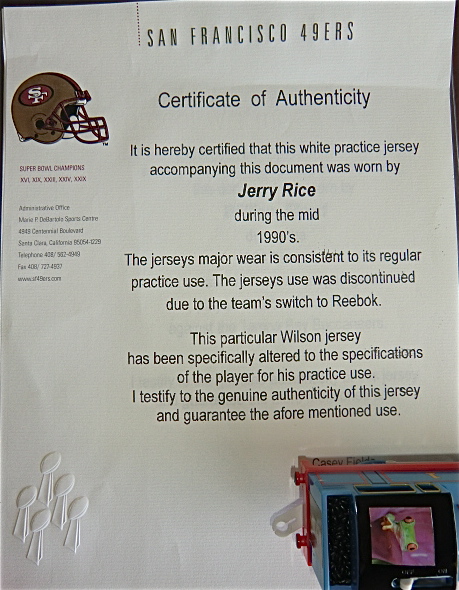 SAN FRANCISCO 49ERS
SF
TM
Certificate of Authenticity
It is hereby certified that this white practice jersey
accompanying this document was worn by
Jerry Rice
during the mid
1990's.
The jerseys major wear is consistent to its regular
practice use. The jerseys use was discontinued
due to the team's switch to Reebok.
This particular Wilson jersey
has been specifically altered to the specifications
of the player for his practice use.
I testify to the genuine authenticity of this jersey
and guarantee the afore mentioned use.
SUPER BOWL CHAMPIONS
XVI, XIX, XXIII, XXIV, XXIX
Administrative Office
Marie P. DeBartolo Sports Centre
4949 Centennial Boulevard
Santa Clara, California 95054-1229
Telephone 408/ 562-4949
Fax 408/ 727-4937
www.sf49ers.com
Casey Fields